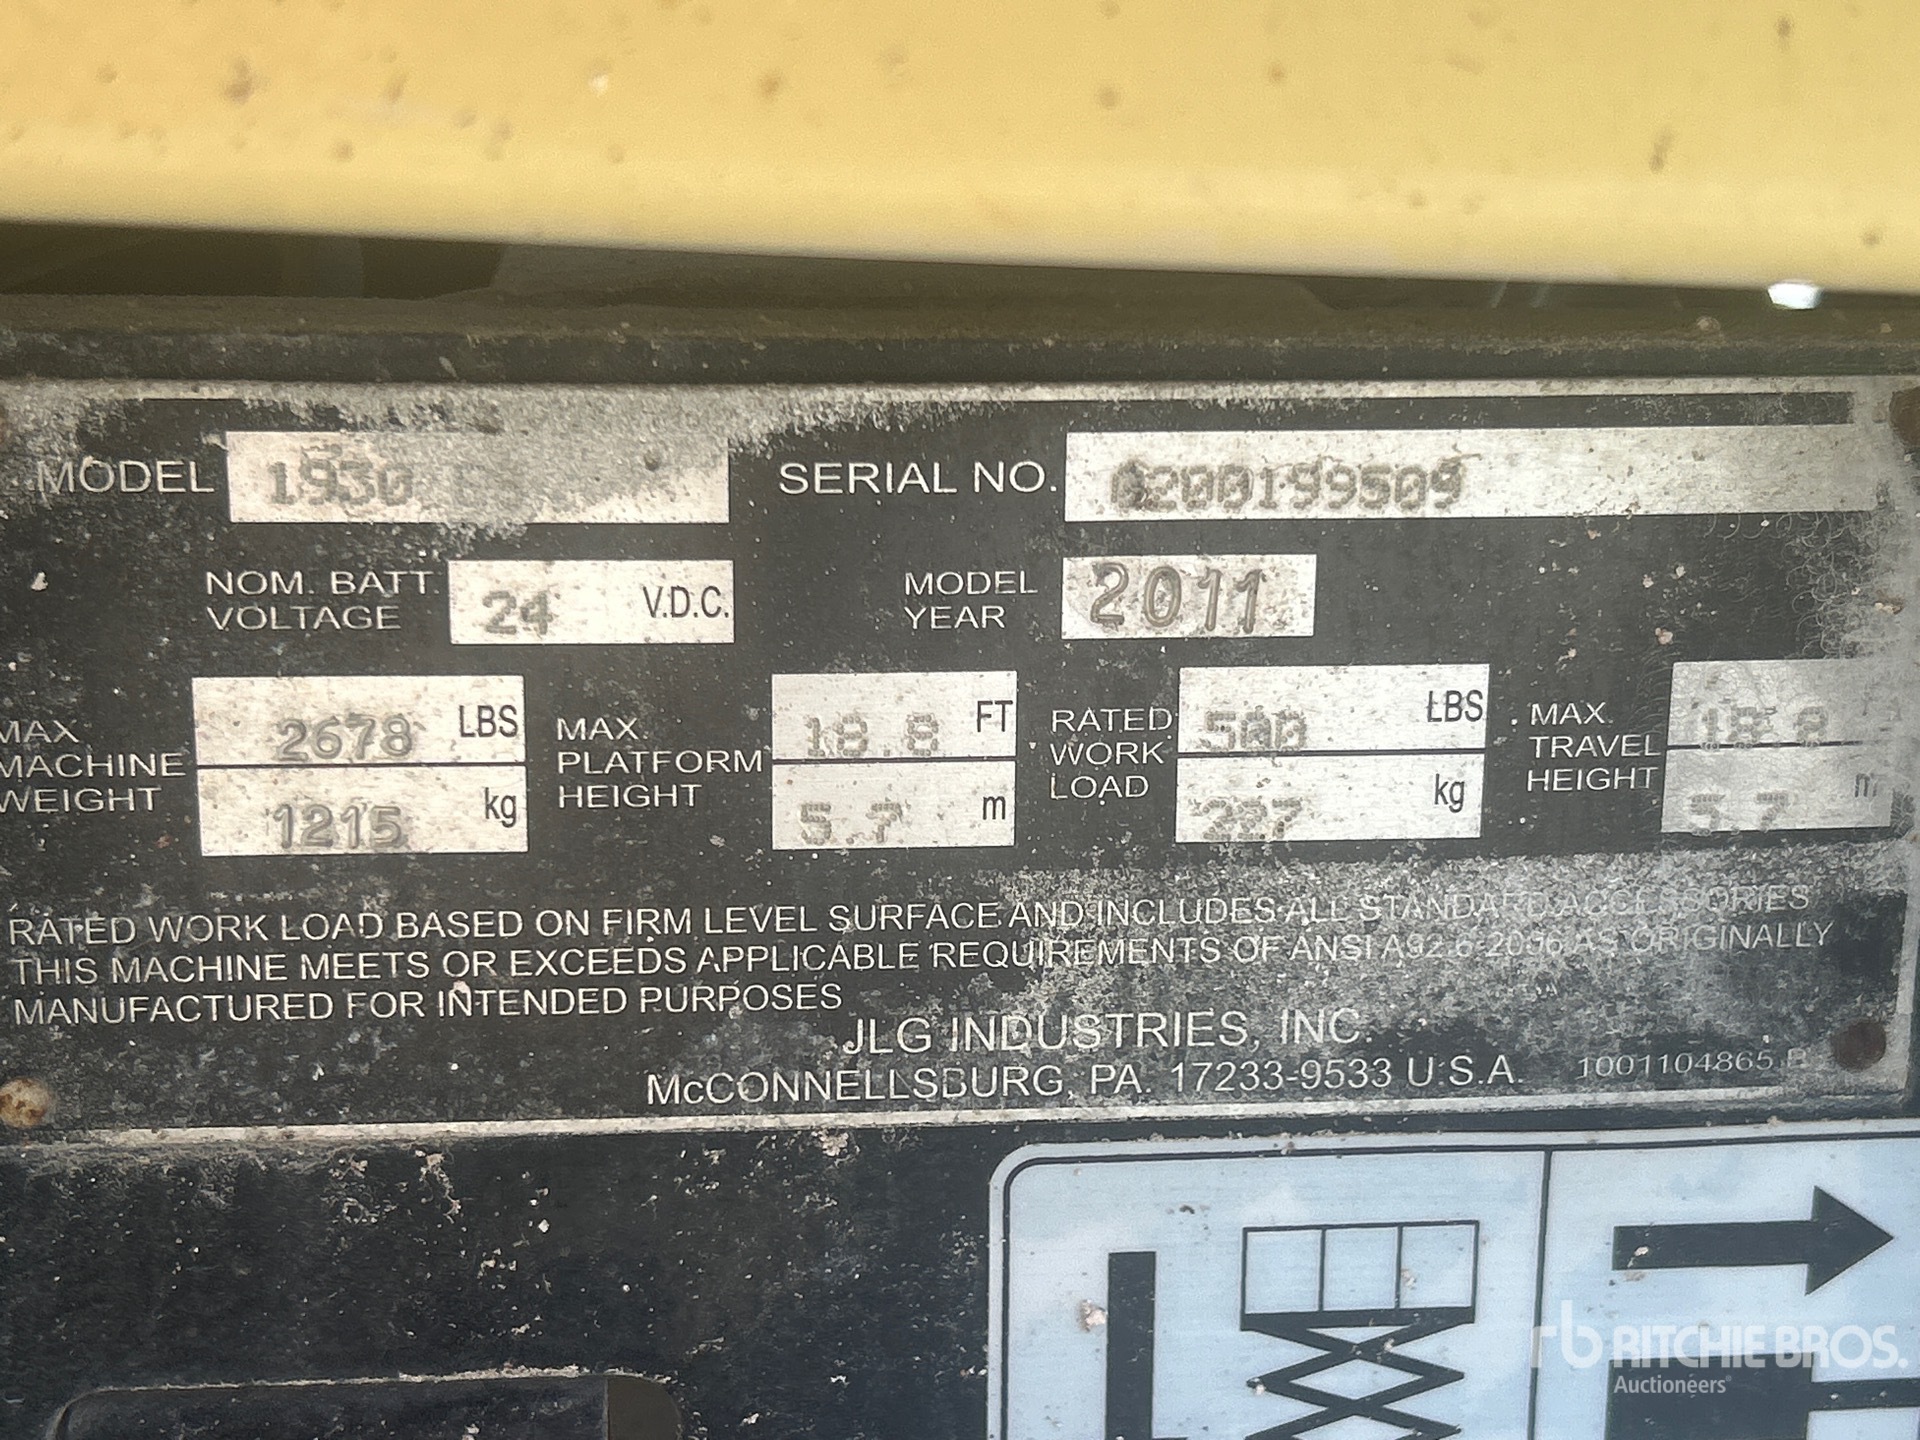 MODEL 1930 SERIAL NO. 0200199509
NOM. BATT. VOLTAGE 24 V.D.C. MODEL YEAR 2011
MAX. MACHINE WEIGHT 2678 LBS 1215 kg MAX. PLATFORM HEIGHT 18.8 FT 5.7 m RATED WORK LOAD 500 LBS 227 kg MAX. TRAVEL HEIGHT 18.8 5.7 m
RATED WORK LOAD BASED ON FIRM LEVEL SURFACE AND INCLUDES ALL STANDARD ACCESSORIES
THIS MACHINE MEETS OR EXCEEDS APPLICABLE REQUIREMENTS OF ANSI A92.6-2006 AS ORIGINALLY
MANUFACTURED FOR INTENDED PURPOSES
JLG INDUSTRIES, INC.
McCONNELLSBURG, PA. 17233-9533 U.S.A. 1001104865 B
rb RITCHIE BROS.
Auctioneers